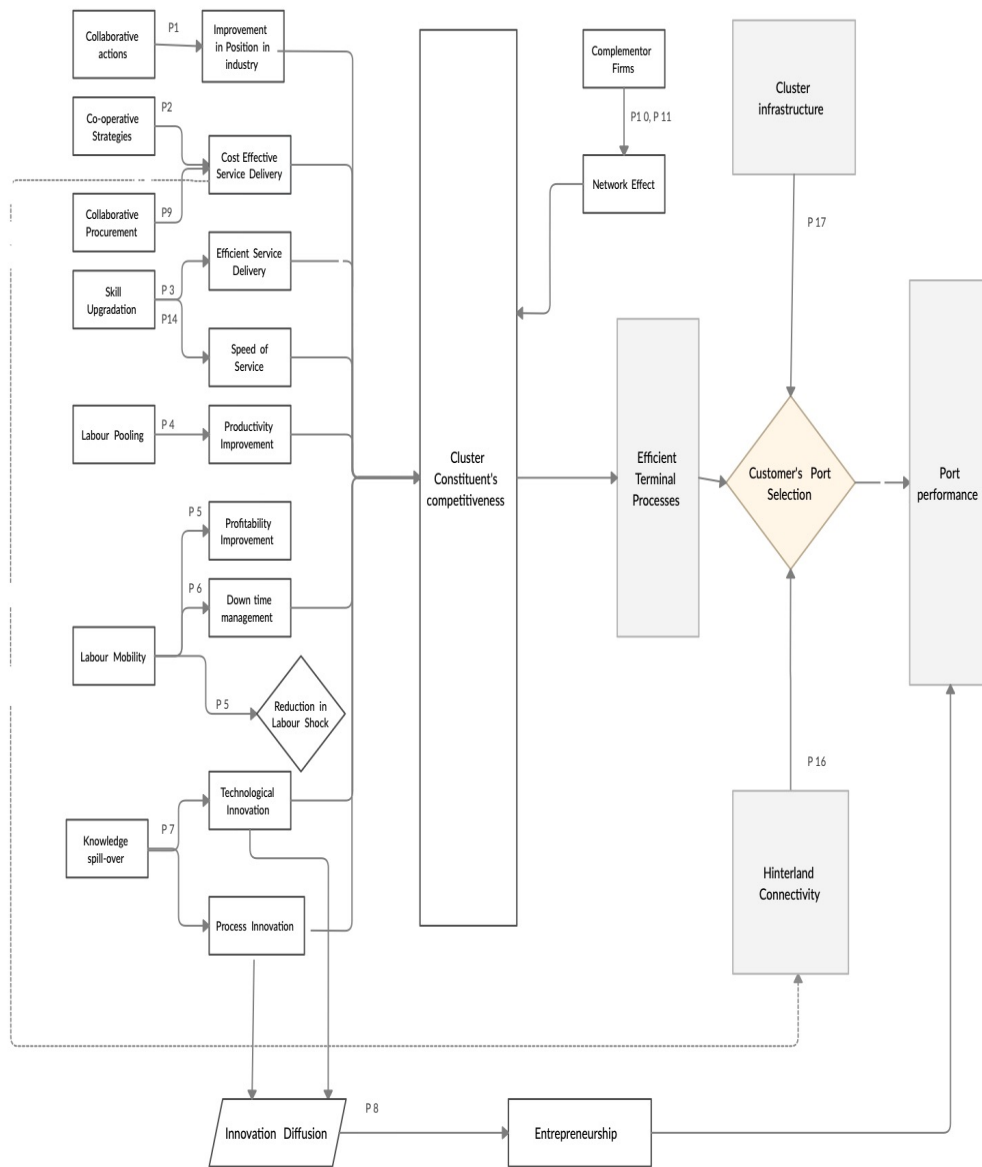 Collaborative
actions
P1
Improvement
in Position in
industry
Co-operative
Strategies
P2
Cost Effective
Service Delivery
Collaborative
Procurement
P9
Efficient Service
Delivery
Skill
Upgradation
P 3
P14
Speed of
Service
Labour Pooling
P 4
Productivity
Improvement
P 5
Profitability
Improvement
P 6
Down time
management
Labour Mobility
P 5
Reduction in
Labour Shock
Technological
Innovation
Knowledge
spill-over
P 7
Process Innovation
Cluster
Constituent's
competitiveness
Complementor
Firms
P1 0, P 11
Network Effect
Efficient
Terminal
Processes
Cluster
infrastructure
P 17
Customer's Port
Selection
Port
performance
P 16
Hinterland
Connectivity
Innovation Diffusion
P 8
Entrepreneurship